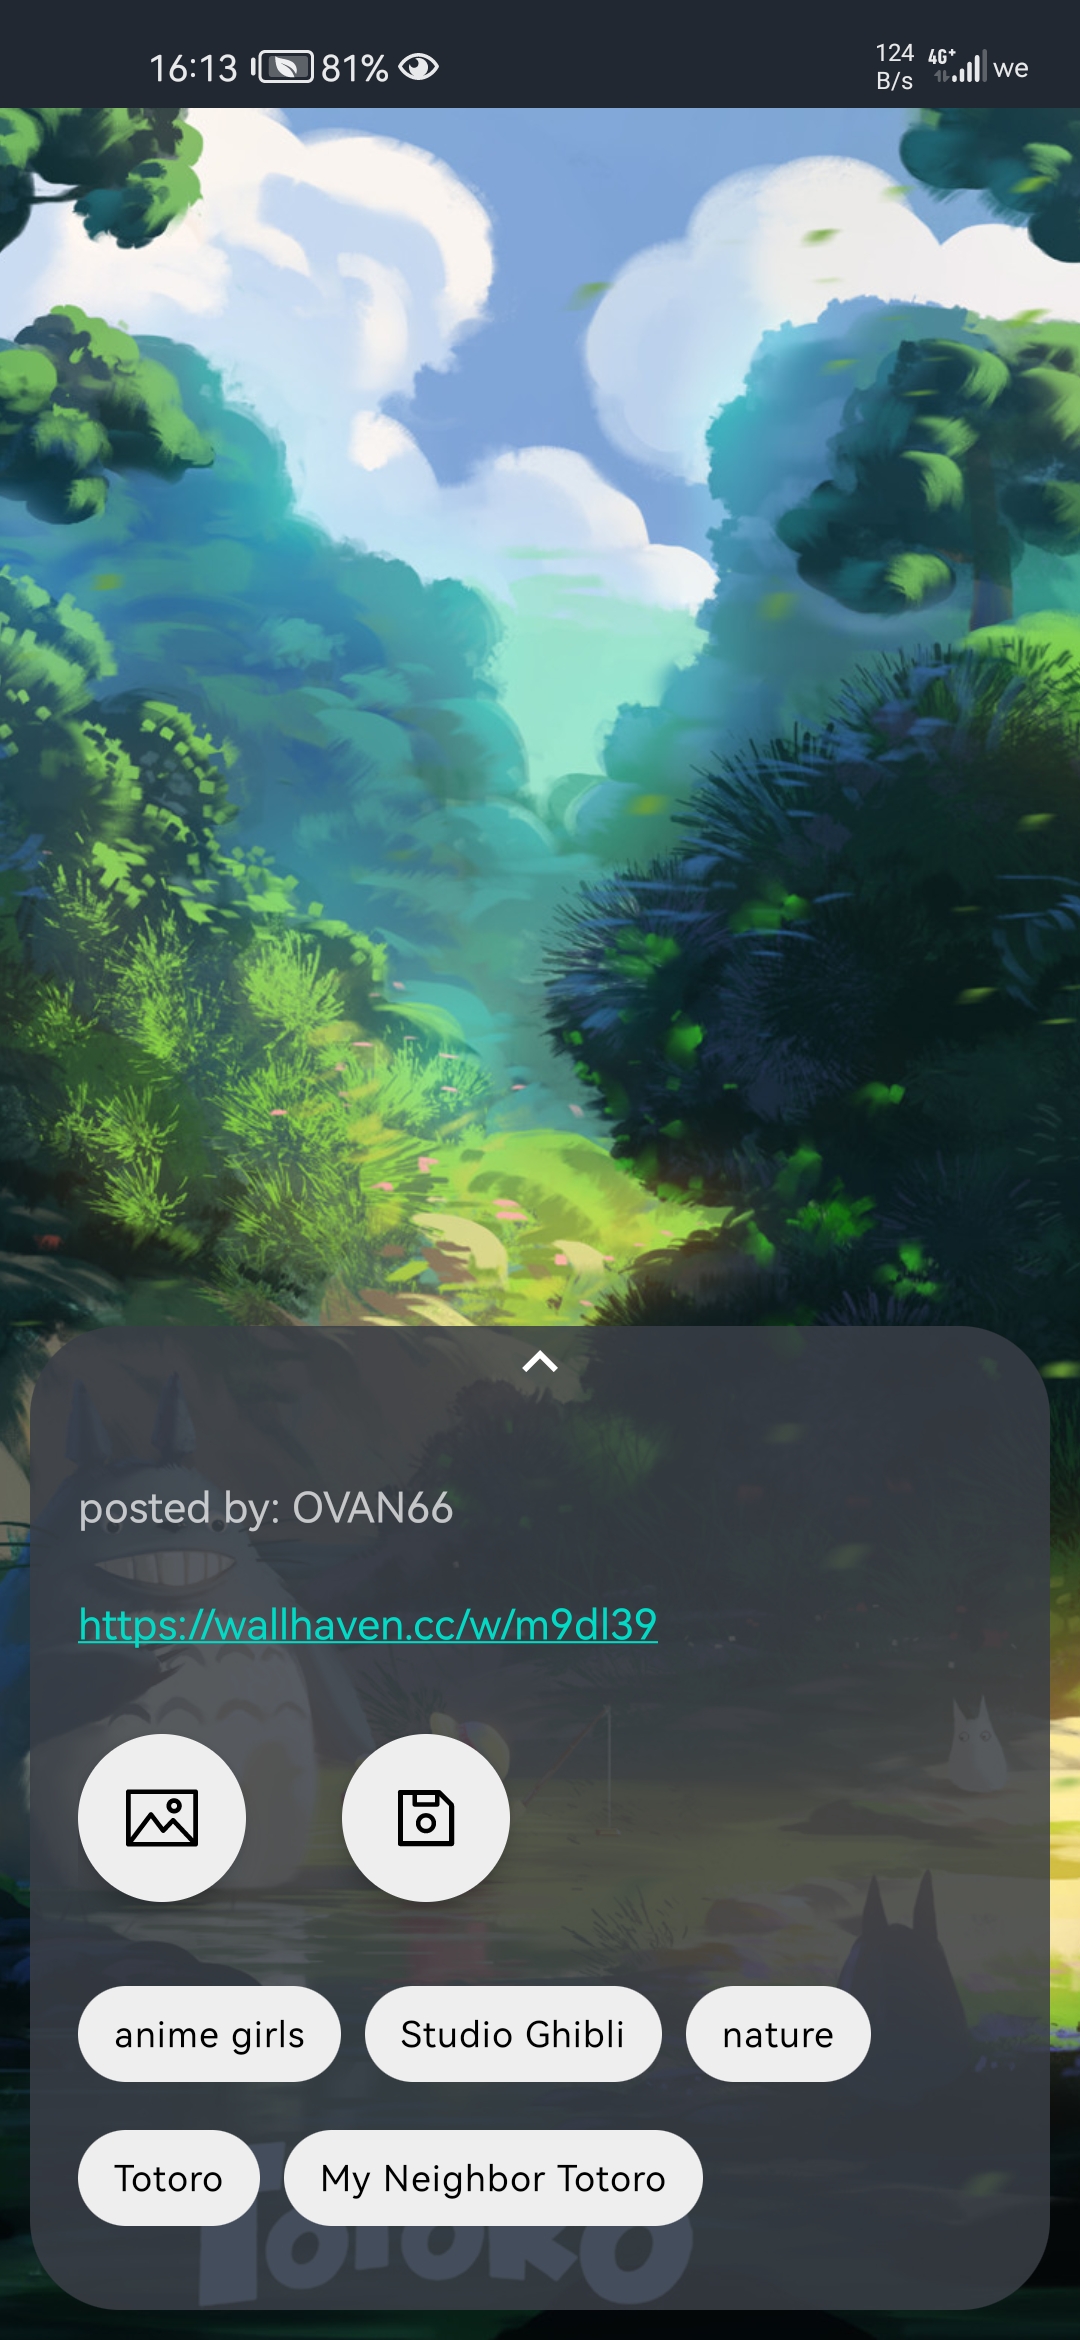 16:13 81% 124 B/s 4G+ we
posted by: OVAN66
https://wallhaven.cc/w/m9dl39
anime girls Studio Ghibli nature
Totoro My Neighbor Totoro
TOTORO